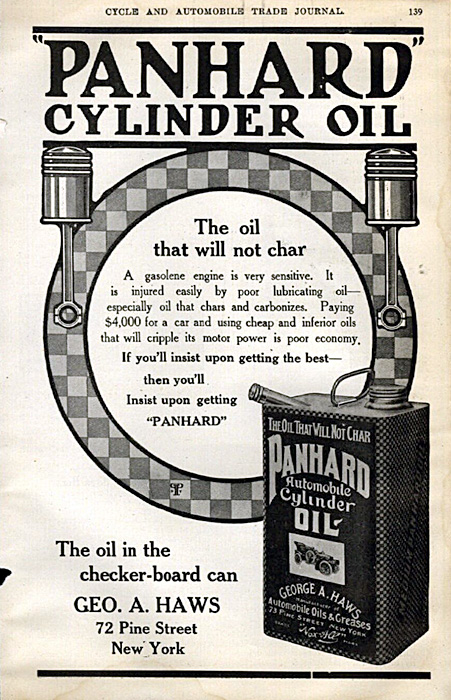 CYCLE AND AUTOMOBILE TRADE JOURNAL.
139
"PANHARD"
CYLINDER OIL
The oil
that will not char
A gasolene engine is very sensitive. It
is injured easily by poor lubricating oil—
especially oil that chars and carbonizes. Paying
$4,000 for a car and using cheap and inferior oils
that will cripple its motor power is poor economy.
If you'll insist upon getting the best—
then you'll
Insist upon getting
"PANHARD"
THE OIL THAT WILL NOT CHAR
PANHARD
Automobile
Cylinder
OIL
GEORGE A. HAWS
Automobile Oils & Greases
73 PINE STREET NEW YORK
The oil in the
checker-board can
GEO. A. HAWS
72 Pine Street
New York